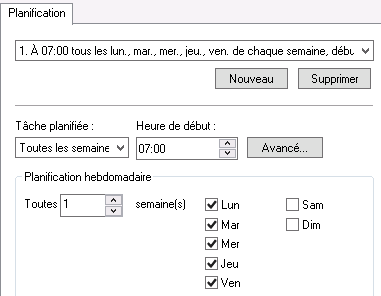 Planification
1. À 07:00 tous les lun., mar., mer., jeu., ven. de chaque semaine, débu
Nouveau Supprimer
Tâche planifiée : Heure de début :
Toutes les semaine 07:00 Avancé...
Planification hebdomadaire
Toutes 1 semaine(s) Lun Sam
Mar Dim
Mer
Jeu
Ven